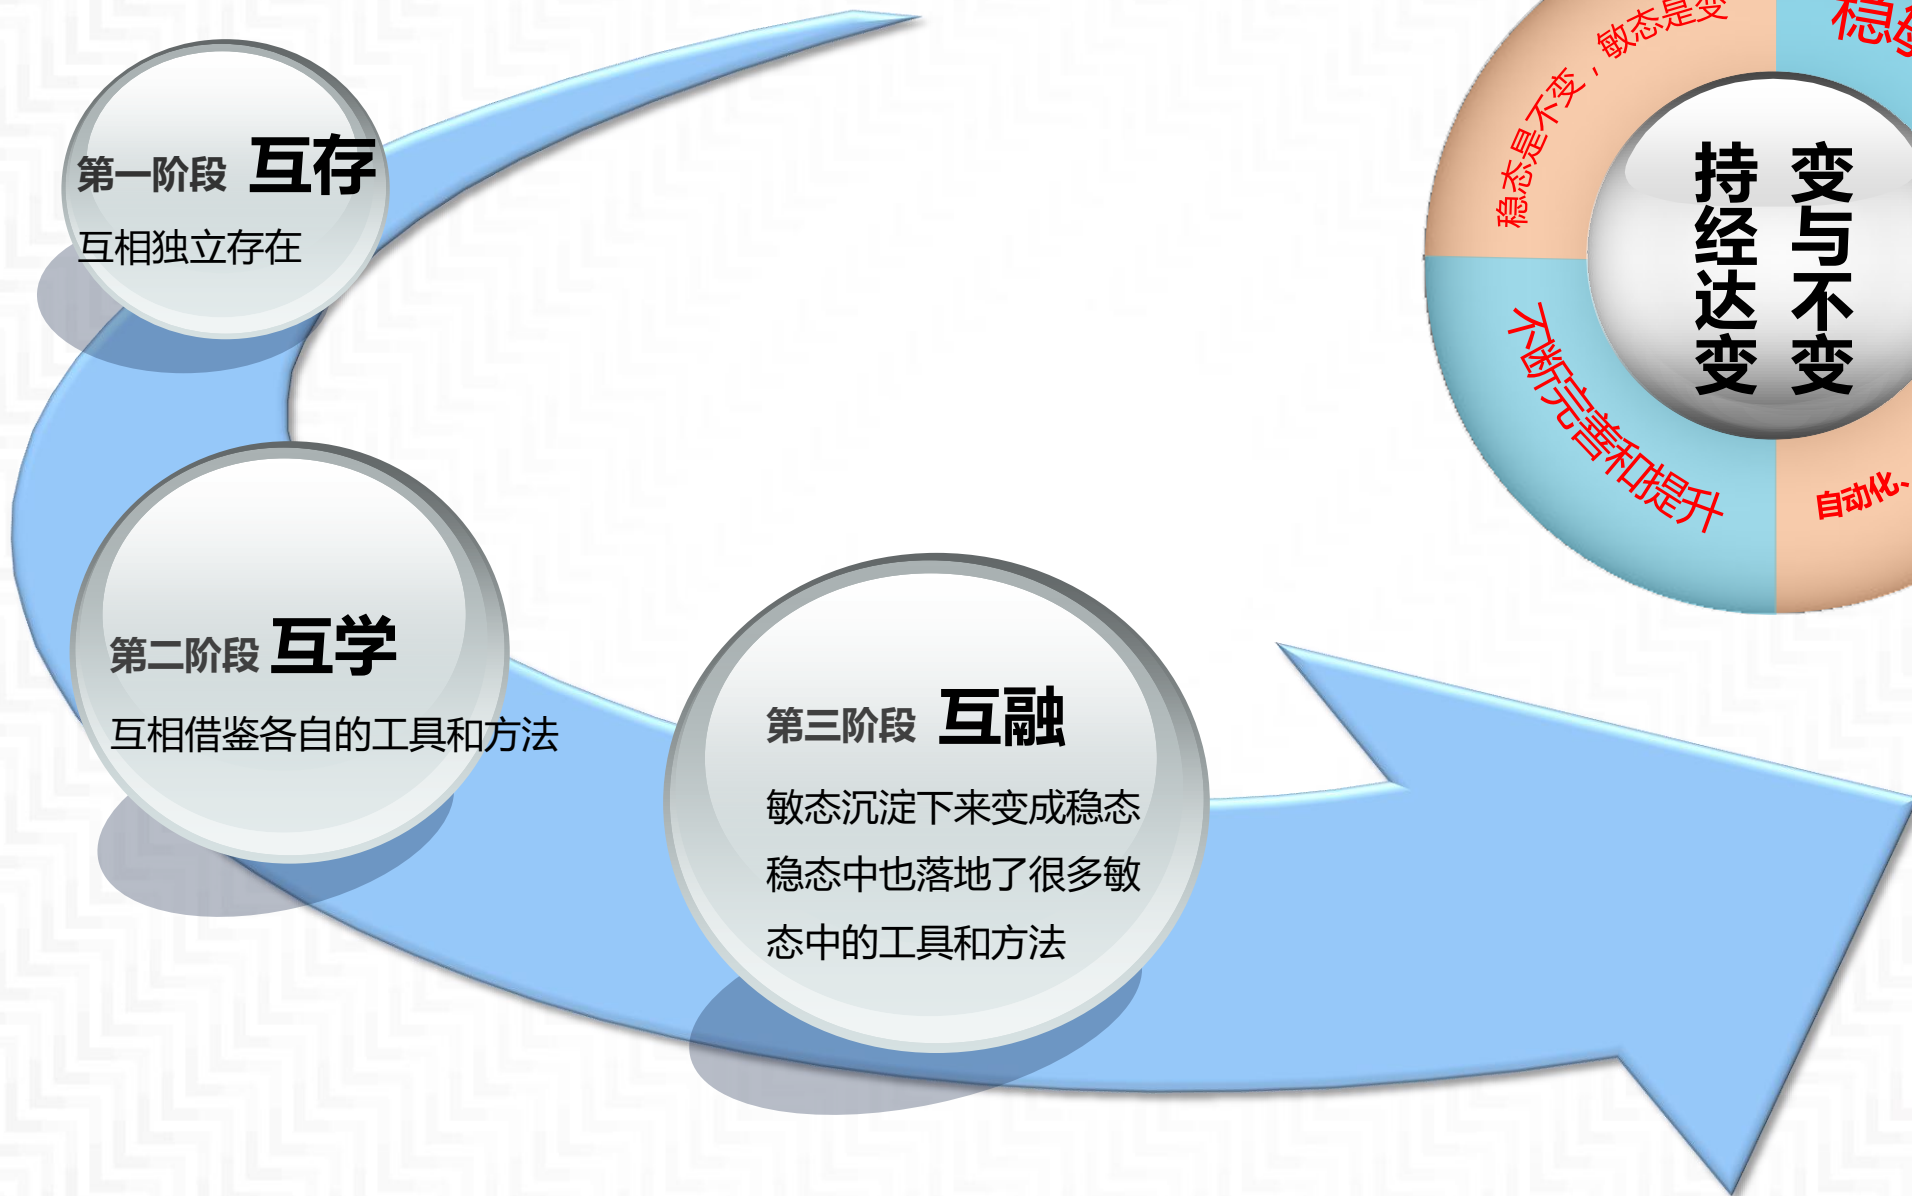 第一阶段 互存
互相独立存在
第二阶段 互学
互相借鉴各自的工具和方法
第三阶段 互融
敏态沉淀下来变成稳态
稳态中也落地了很多敏
态中的工具和方法
稳态是不变，敏态是变
稳敏
变与不变
持经达变
不断完善和提升
自动化、